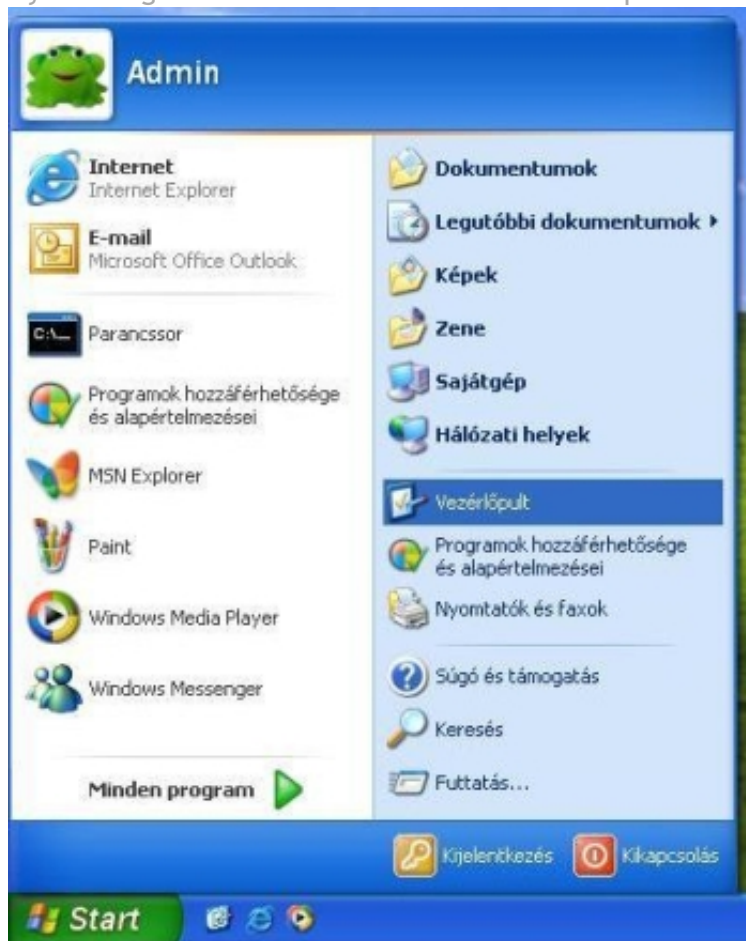 Admin
Internet
Internet Explorer
E-mail
Microsoft Office Outlook
C:\_
Parancssor
Programok hozzáférhetősége
és alapértelmezései
MSN Explorer
Paint
Windows Media Player
Windows Messenger
Minden program
Dokumentumok
Legutóbbi dokumentumok
Képek
Zene
Sajátgép
Hálózati helyek
Vezérlőpult
Programok hozzáférhetősége
és alapértelmezései
Nyomtatók és faxok
Súgó és támogatás
Keresés
Futtatás...
Kijelentkezés
Kikapcsolás
Start